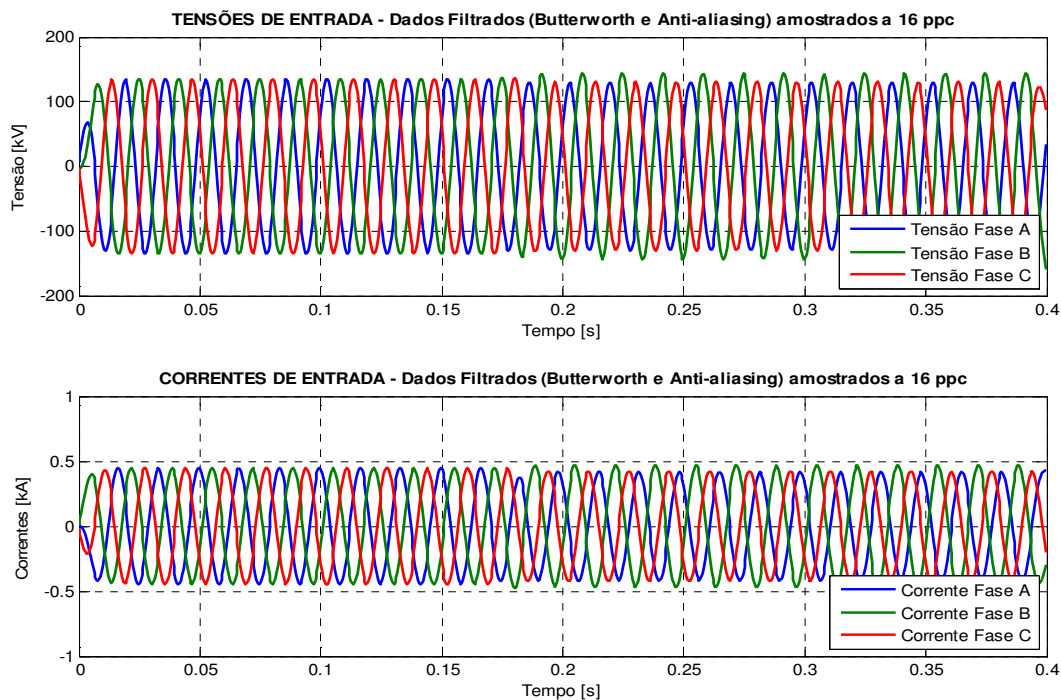 TENSÕES DE ENTRADA - Dados Filtrados (Butterworth e Anti-aliasing) amostrados a 16 ppc
200
100
0
-100
-200
Tensão [kV]
Tensão Fase A
Tensão Fase B
Tensão Fase C
0 0.05 0.1 0.15 0.2 0.25 0.3 0.35 0.4
Tempo [s]
CORRENTES DE ENTRADA - Dados Filtrados (Butterworth e Anti-aliasing) amostrados a 16 ppc
1
0.5
0
-0.5
-1
Correntes [kA]
Corrente Fase A
Corrente Fase B
Corrente Fase C
0 0.05 0.1 0.15 0.2 0.25 0.3 0.35 0.4
Tempo [s]